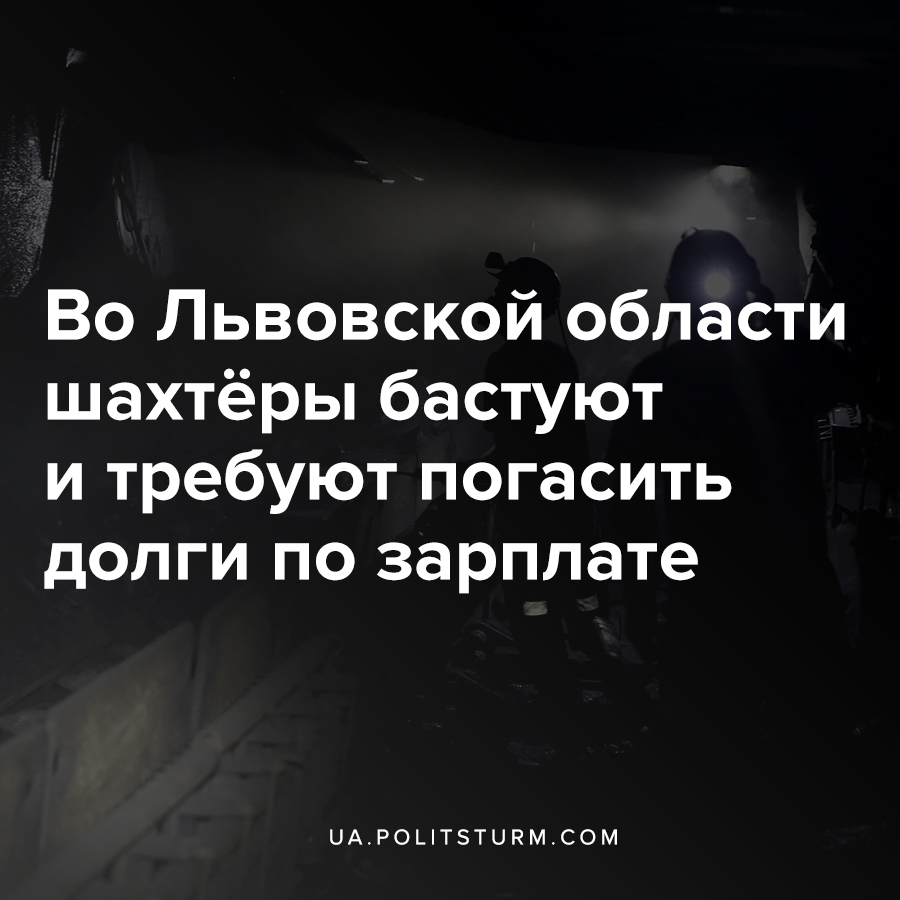 Во Львовской области
шахтёры бастуют
и требуют погасить
долги по зарплате
UA.POLITSTURM.COM